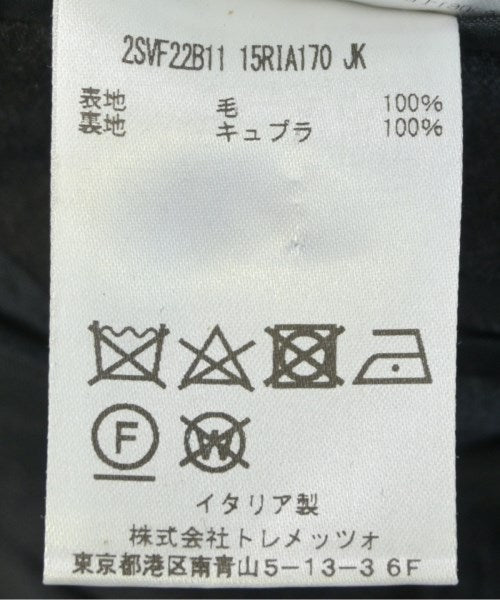 2SVF22B11 15RIA170 JK
表地 毛 100%
裏地 キュプラ 100%
F
W
イタリア製
株式会社トレメッツォ
東京都港区南青山5-13-3 6F